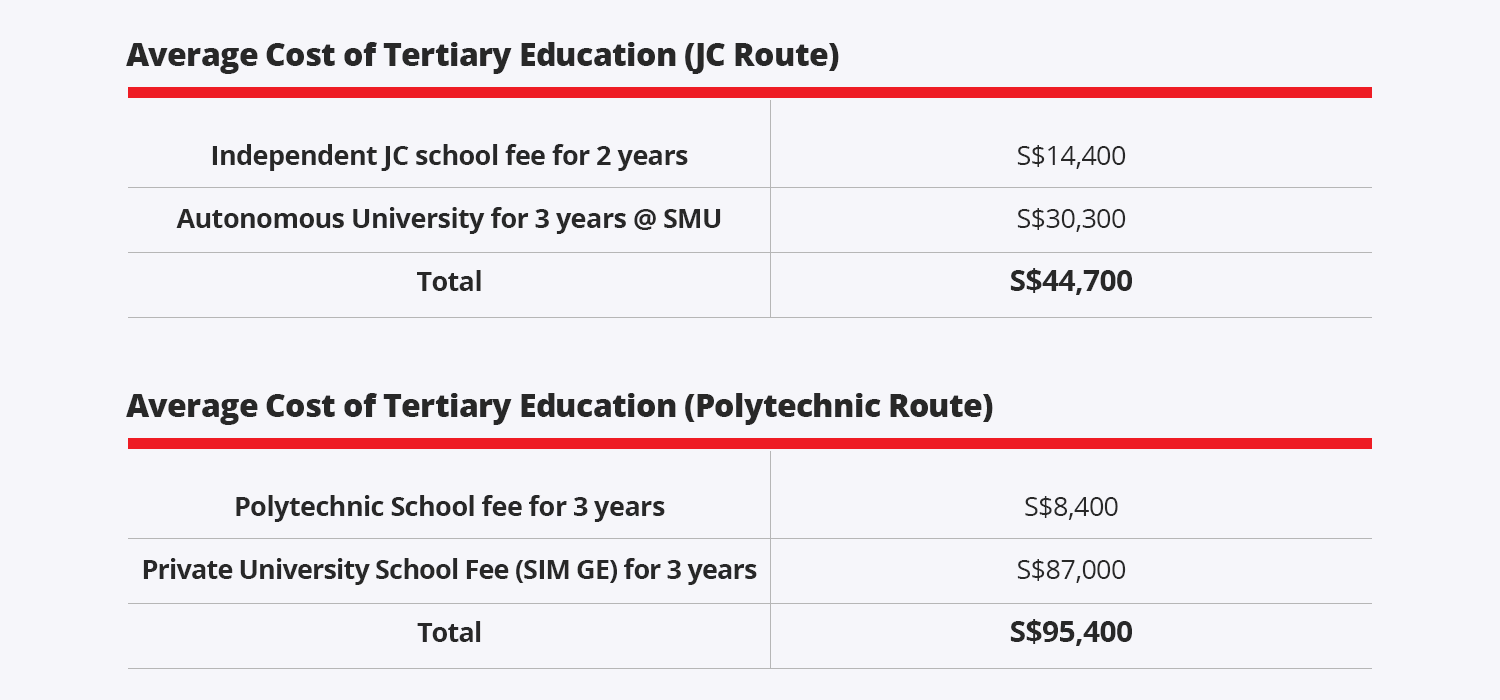 Average Cost of Tertiary Education (JC Route)
Independent JC school fee for 2 years S$14,400
Autonomous University for 3 years @ SMU S$30,300
Total S$44,700
Average Cost of Tertiary Education (Polytechnic Route)
Polytechnic School fee for 3 years S$8,400
Private University School Fee (SIM GE) for 3 years S$87,000
Total S$95,400